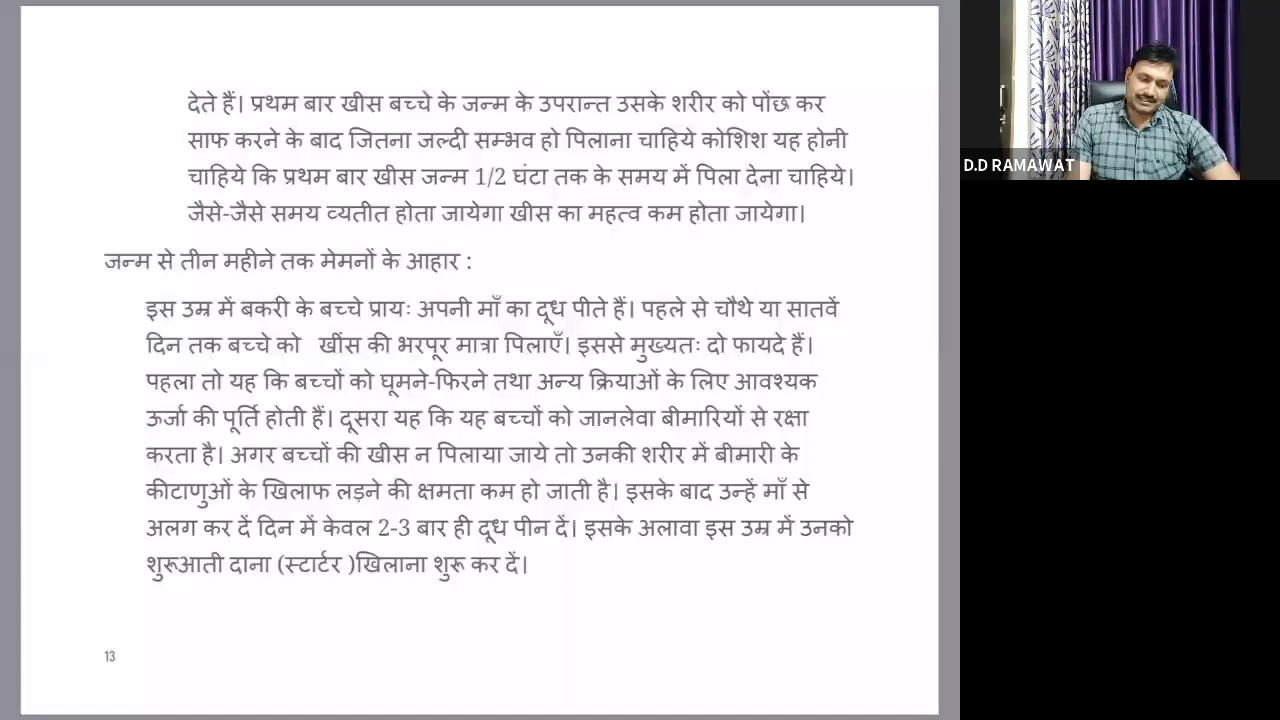 देते हैं। प्रथम बार खीस बच्चे के जन्म के उपरान्त उसके शरीर को पोंछ कर
साफ करने के बाद जितना जल्दी सम्भव हो पिलाना चाहिये कोशिश यह होनी
चाहिये कि प्रथम बार खीस जन्म 1/2 घंटा तक के समय में पिला देना चाहिये।
जैसे-जैसे समय व्यतीत होता जायेगा खीस का महत्व कम होता जायेगा।
जन्म से तीन महीने तक मेमनों के आहार :
इस उम्र में बकरी के बच्चे प्रायः अपनी माँ का दूध पीते हैं। पहले से चौथे या सातवें
दिन तक बच्चे को खींस की भरपूर मात्रा पिलाएँ। इससे मुख्यतः दो फायदे हैं।
पहला तो यह कि बच्चों को घूमने-फिरने तथा अन्य क्रियाओं के लिए आवश्यक
ऊर्जा की पूर्ति होती हैं। दूसरा यह कि यह बच्चों को जानलेवा बीमारियों से रक्षा
करता है। अगर बच्चों की खीस न पिलाया जाये तो उनकी शरीर में बीमारी के
कीटाणुओं के खिलाफ लड़ने की क्षमता कम हो जाती है। इसके बाद उन्हें माँ से
अलग कर दें दिन में केवल 2-3 बार ही दूध पीन दें। इसके अलावा इस उम्र में उनको
शुरूआती दाना (स्टार्टर )खिलाना शुरू कर दें।
13
D.D RAMAWAT